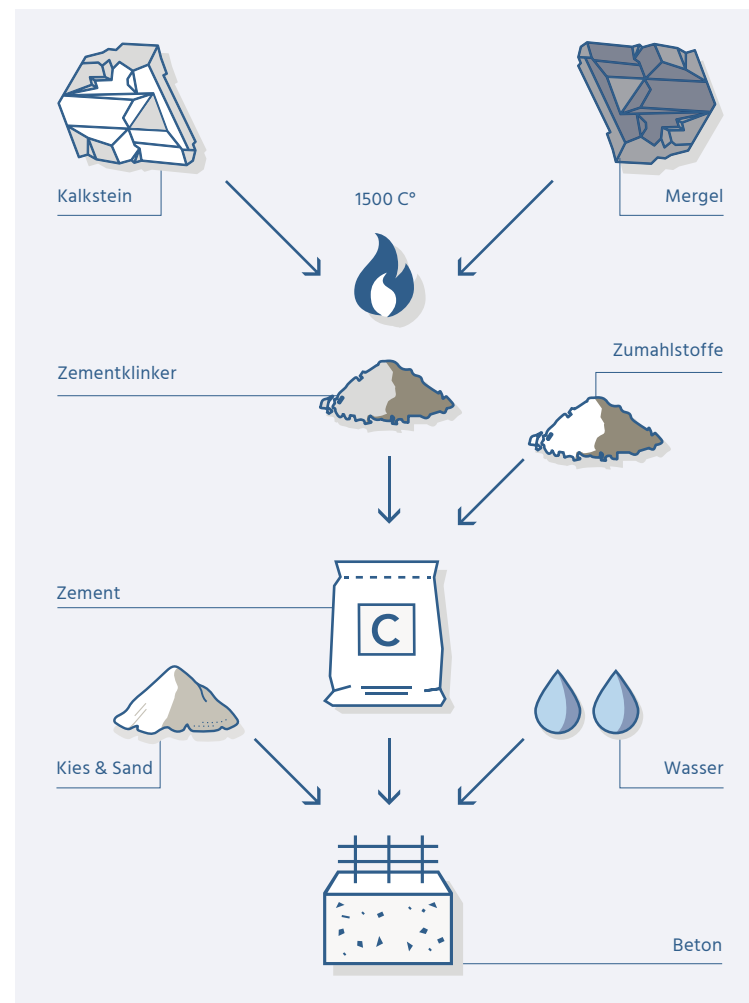 Kalkstein
1500 C°
Mergel
Zumahlstoffe
Zementklinker
Zement
C
Kies & Sand
Wasser
Beton